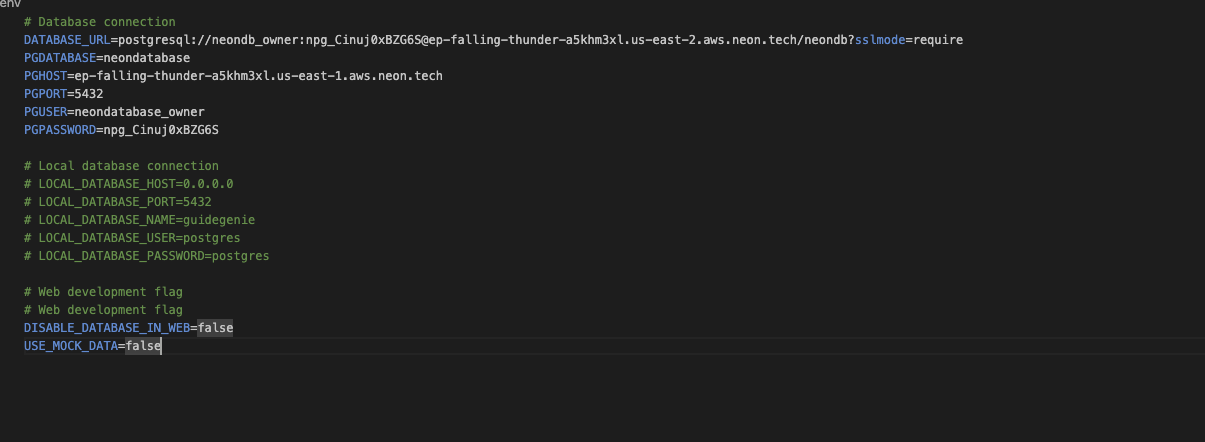 env
# Database connection
DATABASE_URL=postgresql://neondb_owner:npg_Cinuj0xBZG6S@ep-falling-thunder-a5khm3xl.us-east-2.aws.neon.tech/neondb?sslmode=require
PGDATABASE=neondatabase
PGHOST=ep-falling-thunder-a5khm3xl.us-east-1.aws.neon.tech
PGPORT=5432
PGUSER=neondatabase_owner
PGPASSWORD=npg_Cinuj0xBZG6S
# Local database connection
# LOCAL_DATABASE_HOST=0.0.0.0
# LOCAL_DATABASE_PORT=5432
# LOCAL_DATABASE_NAME=guidegenie
# LOCAL_DATABASE_USER=postgres
# LOCAL_DATABASE_PASSWORD=postgres
# Web development flag
# Web development flag
DISABLE_DATABASE_IN_WEB=false
USE_MOCK_DATA=false